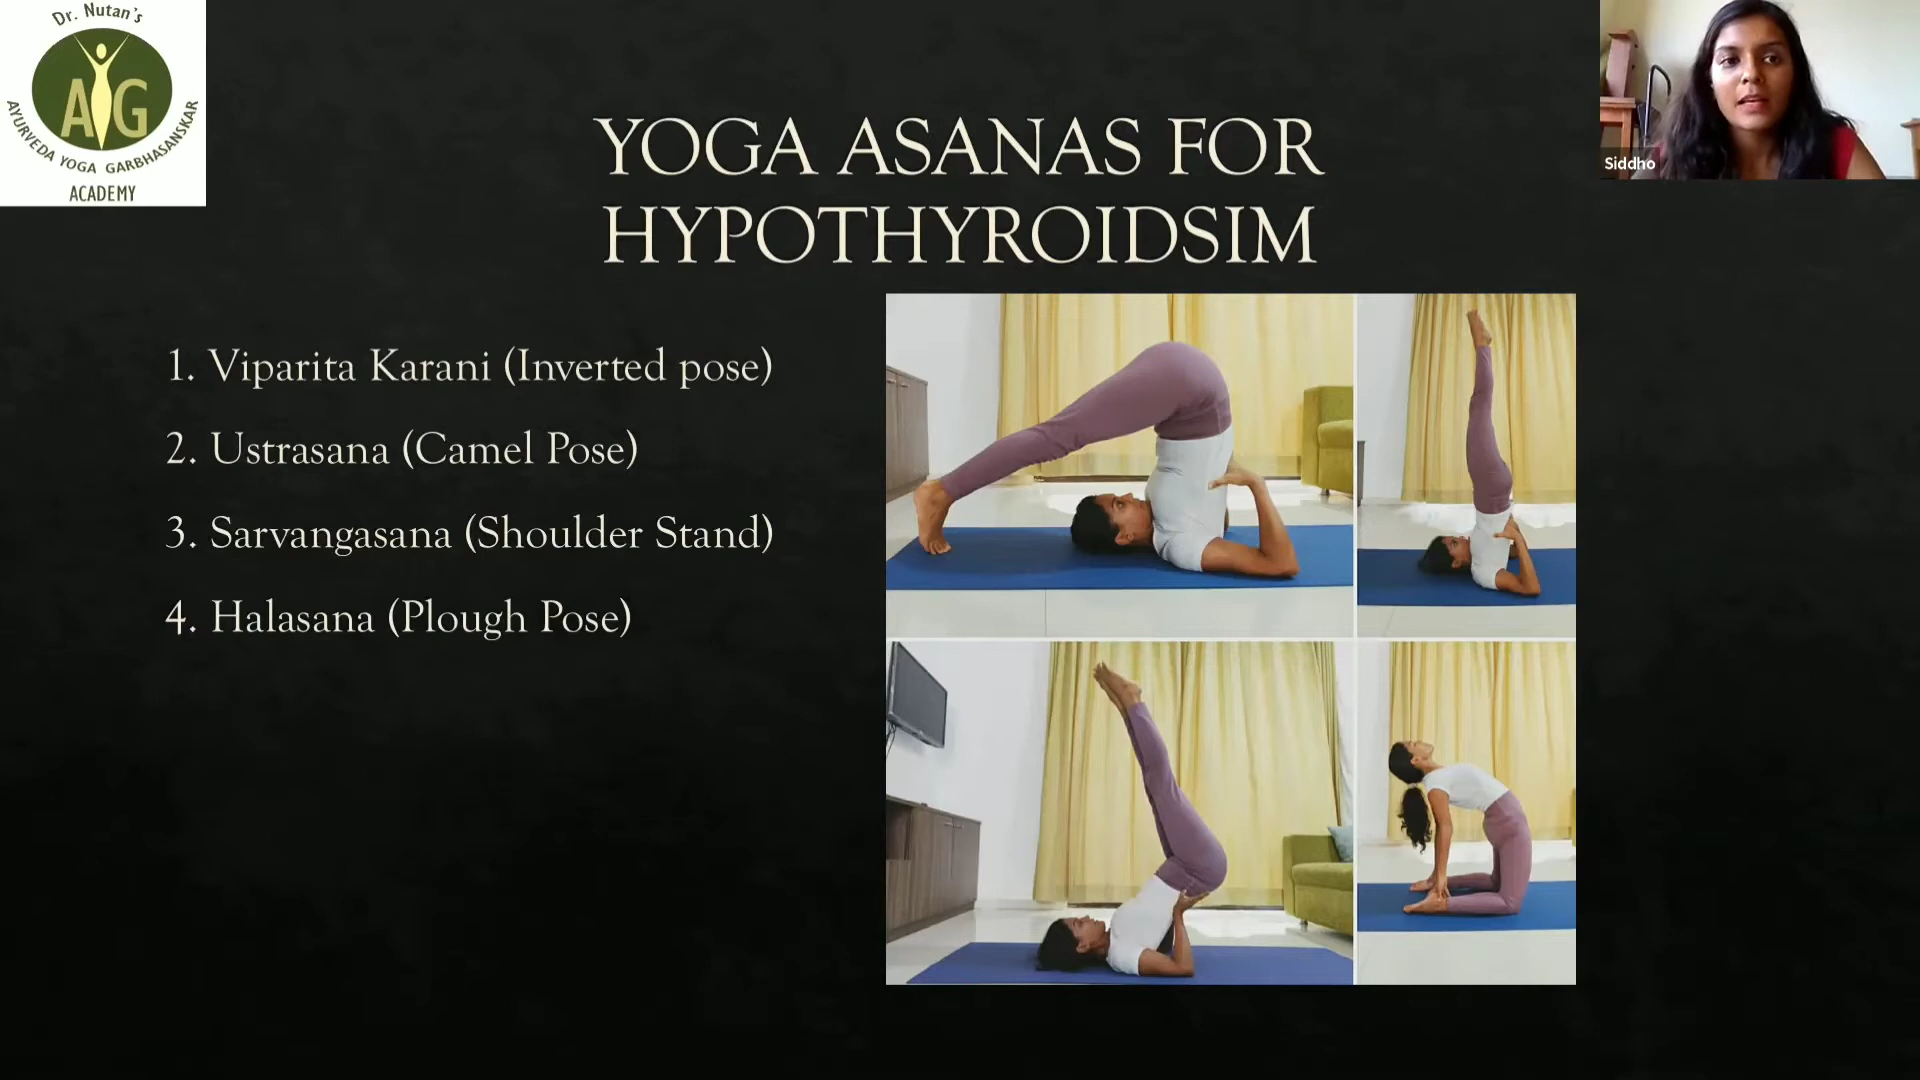 Dr. Nutan's
AYG
AYURVEDA YOGA GARBHASANSKAR
ACADEMY
YOGA ASANAS FOR
HYPOTHYROIDSIM
1. Viparita Karani (Inverted pose)
2. Ustrasana (Camel Pose)
3. Sarvangasana (Shoulder Stand)
4. Halasana (Plough Pose)
Siddho